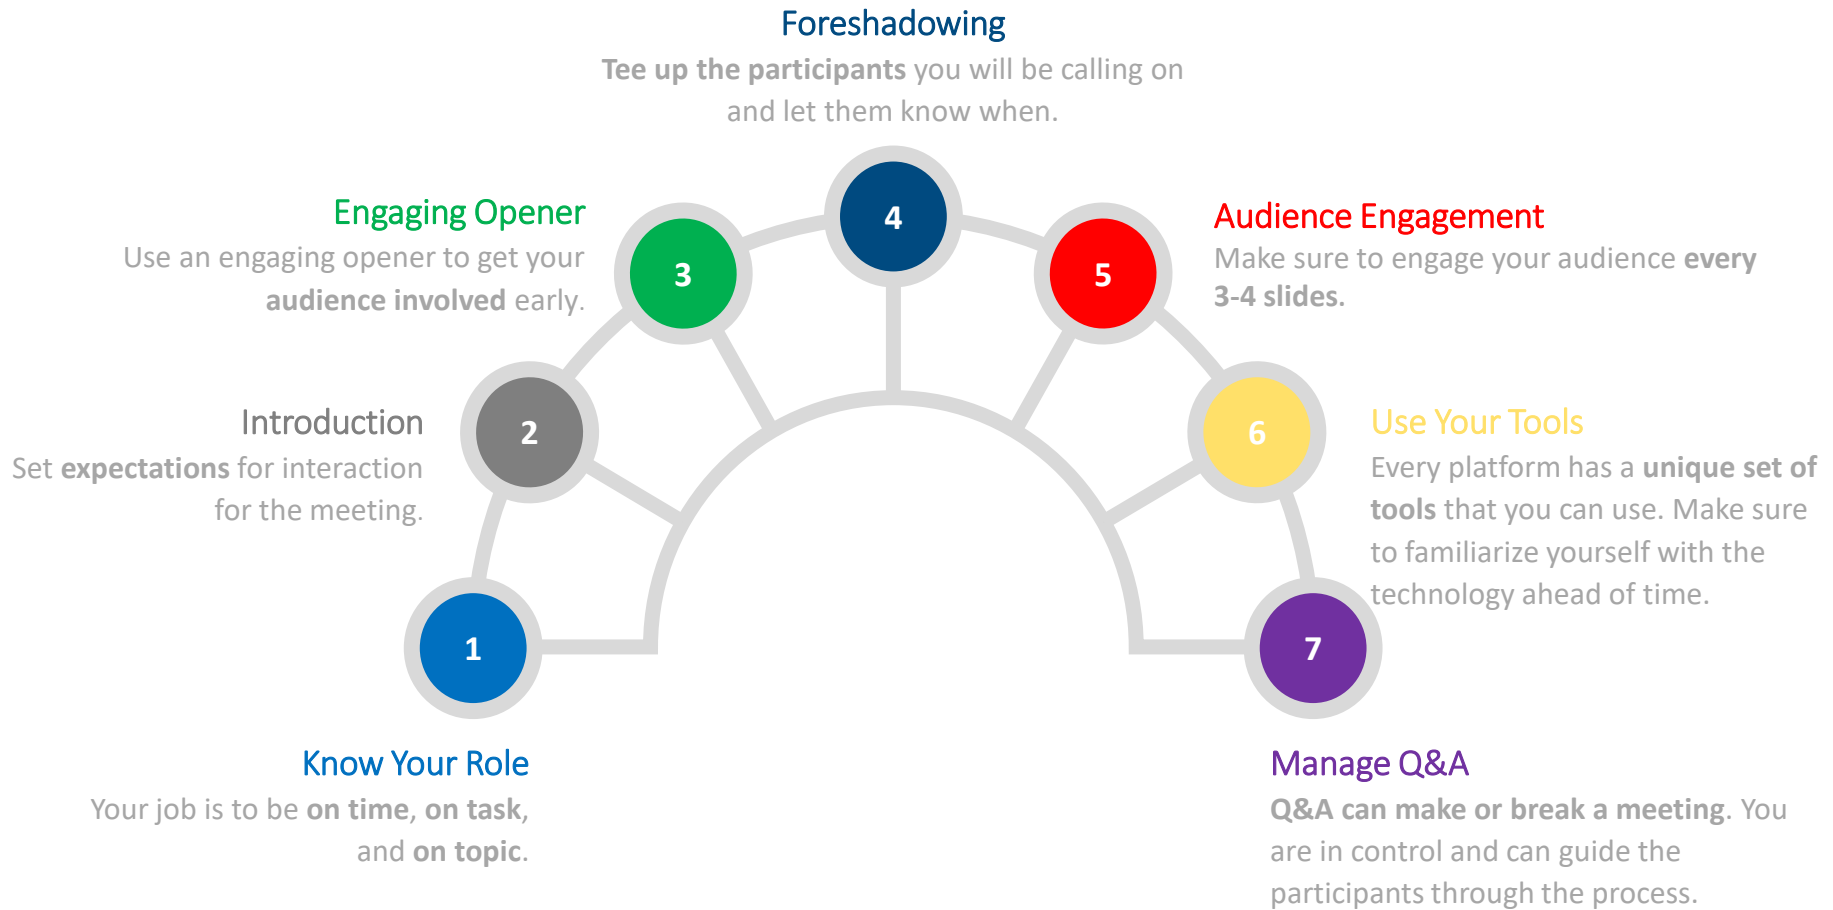 Foreshadowing
Tee up the participants you will be calling on
and let them know when.
4
Engaging Opener
Use an engaging opener to get your
audience involved early.
3
Audience Engagement
Make sure to engage your audience every
3-4 slides.
5
Introduction
Set expectations for interaction
for the meeting.
2
Use Your Tools
Every platform has a unique set of
tools that you can use. Make sure
to familiarize yourself with the
technology ahead of time.
6
1
Know Your Role
Your job is to be on time, on task,
and on topic.
7
Manage Q&A
Q&A can make or break a meeting. You
are in control and can guide the
participants through the process.